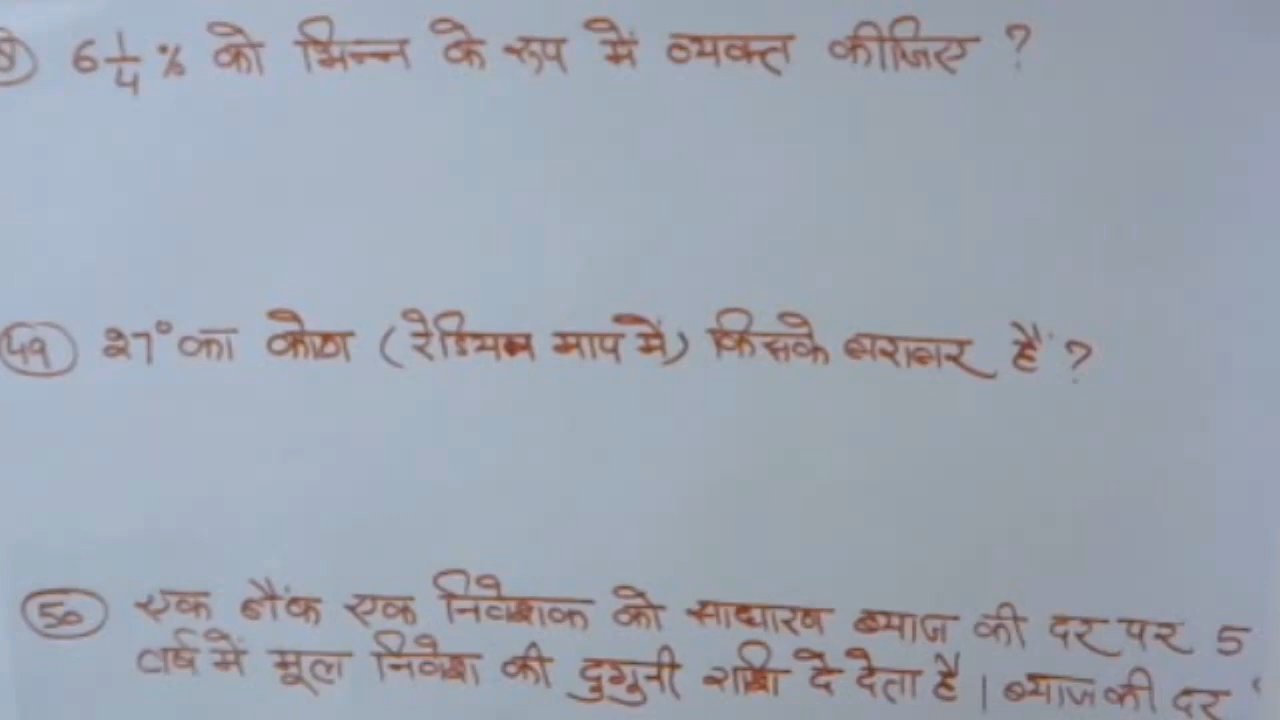 6 1/4 % को भिन्न के रूप में व्यक्त कीजिए ?
49 27° का कोण (रेडियन माप में) किसके बराबर हैं ?
50 एक बैंक एक निवेशक को साधारण ब्याज की दर पर 5
वर्ष में मूल निवेश की दुगुनी राशि दे देता है । ब्याज की दर